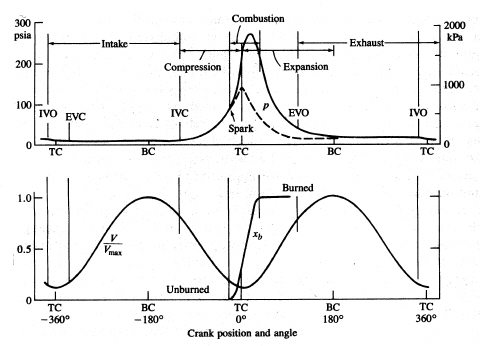 Combustion
300
psia
200
100
0
2000
kPa
1000
0
Intake
Exhaust
Compression
Expansion
IVO
EVC
IVC
Spark
p
EVO
IVO
TC
BC
TC
BC
TC
1.0
0.5
0
V
Vmax
Unburned
xb
Burned
TC
BC
TC
BC
TC
−360°
−180°
0°
180°
360°
Crank position and angle